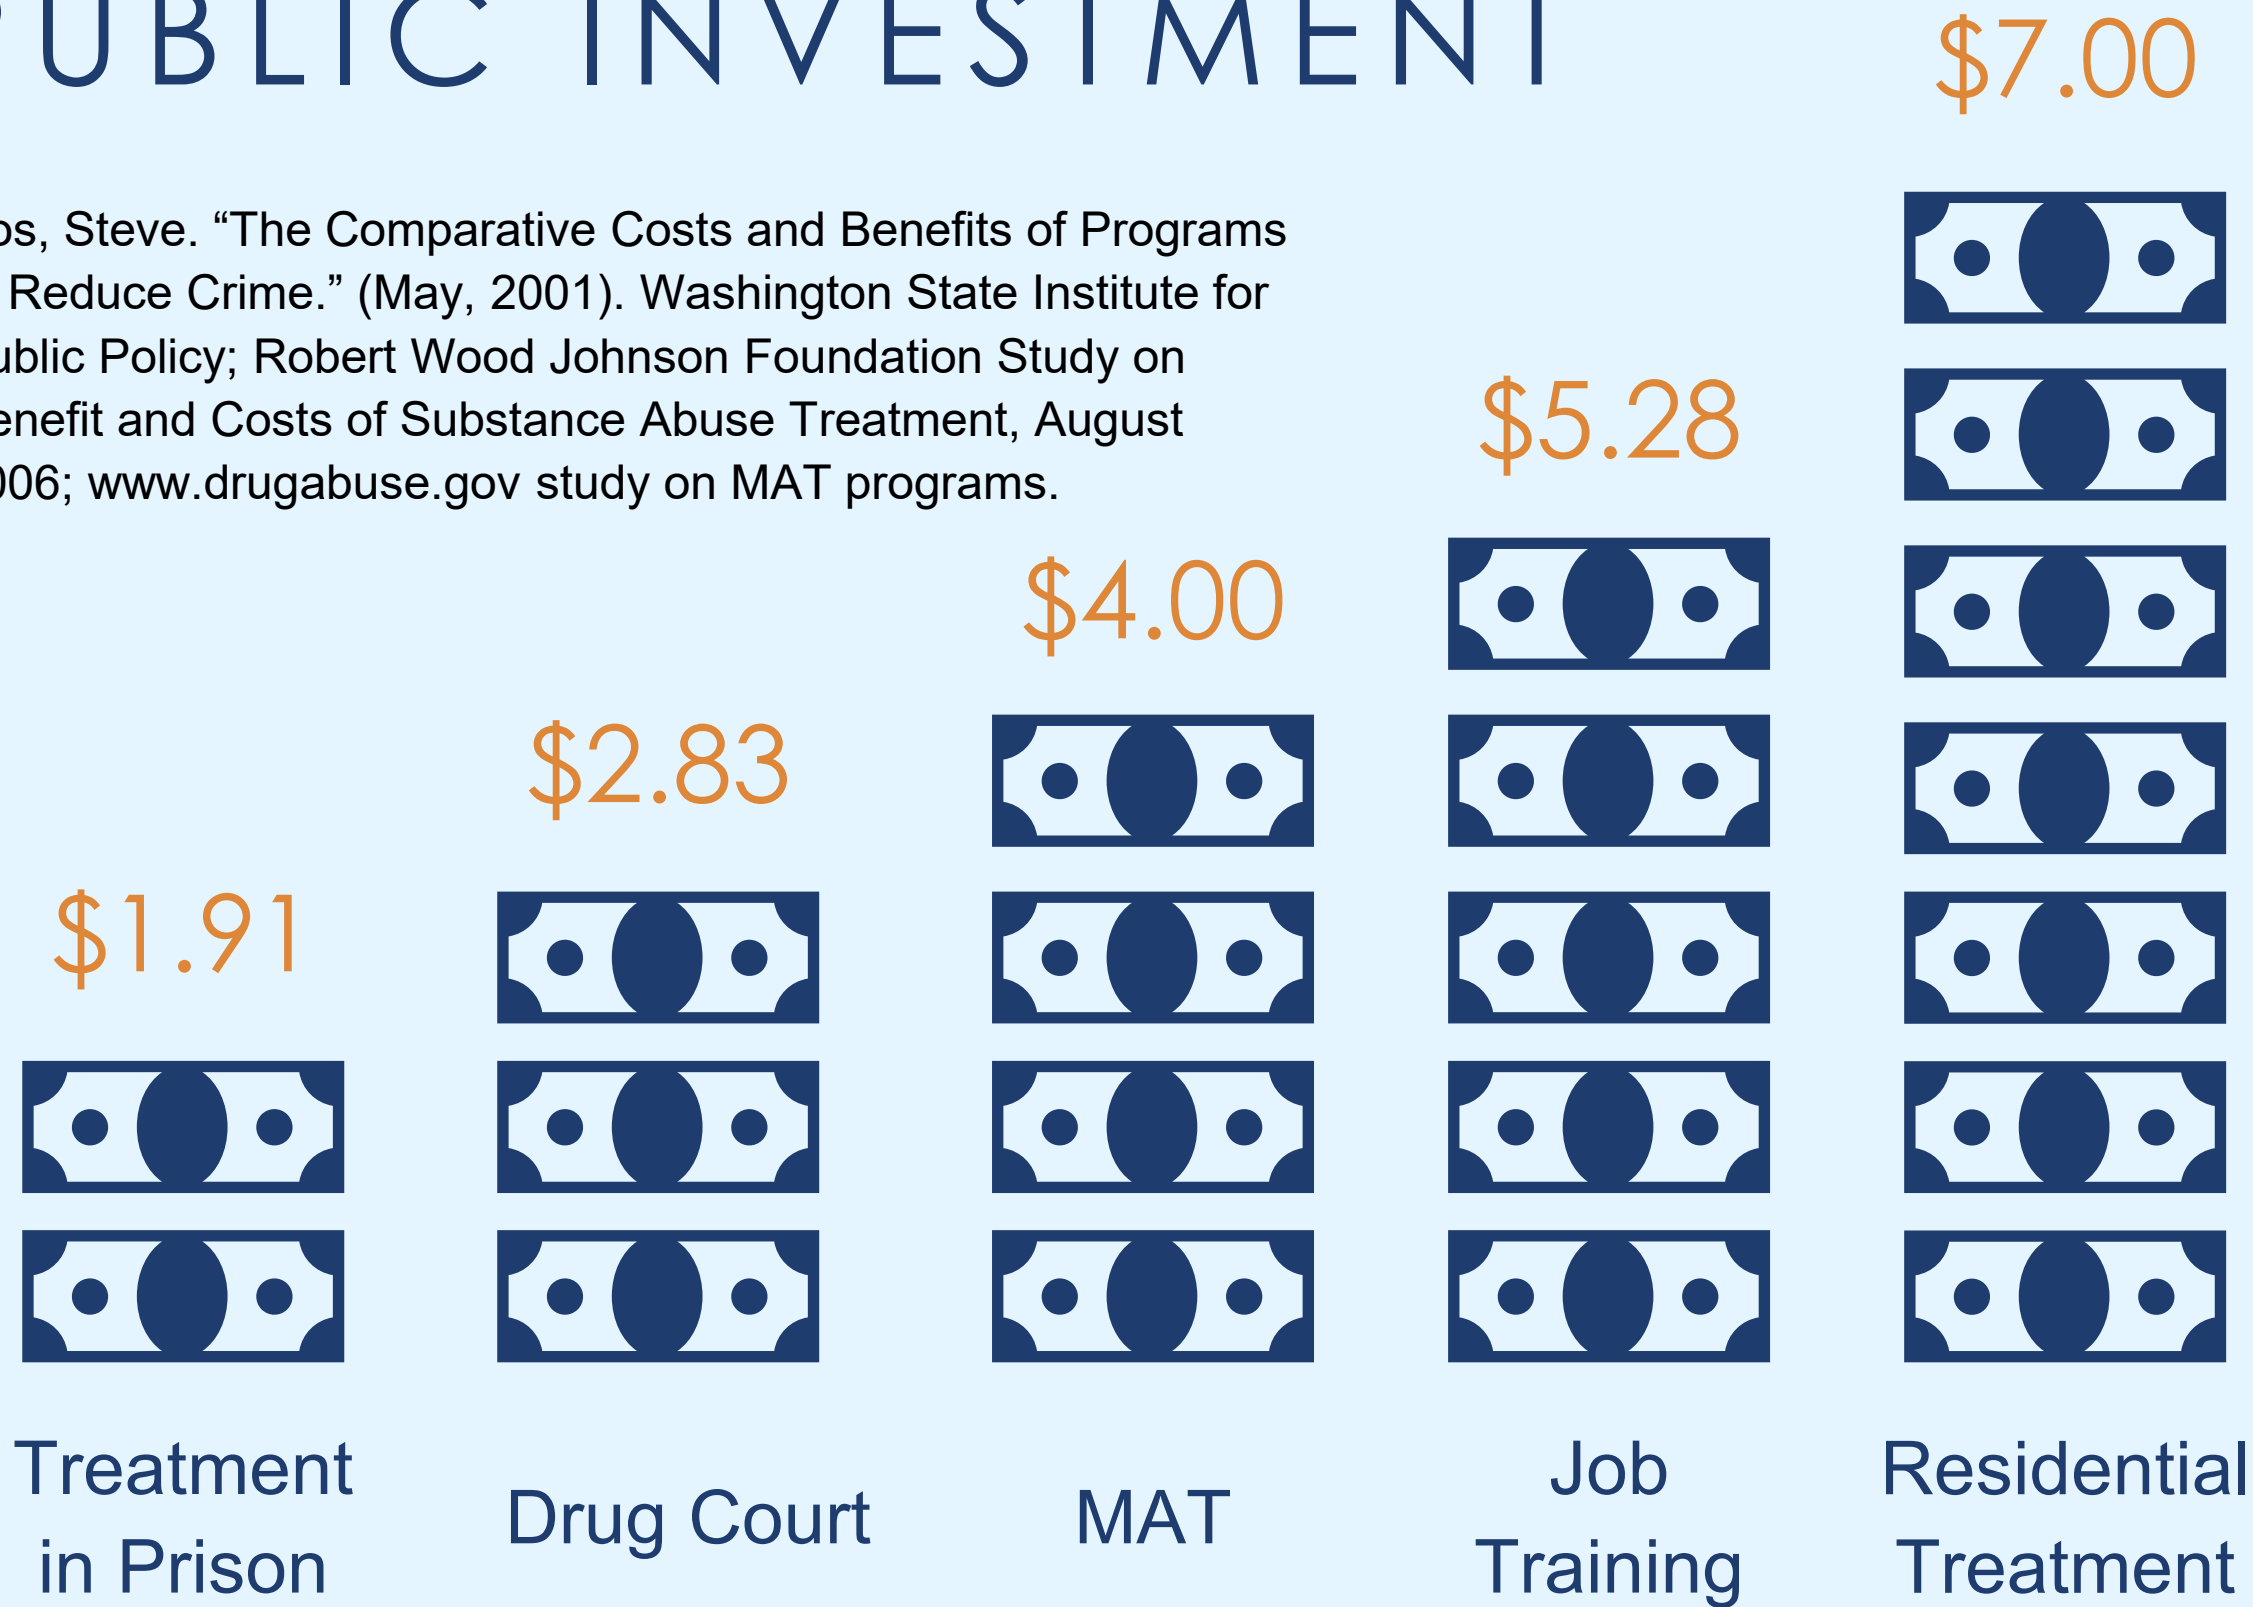 PUBLIC INVESTMENT
$7.00
os, Steve. “The Comparative Costs and Benefits of Programs
Reduce Crime.” (May, 2001). Washington State Institute for
ublic Policy; Robert Wood Johnson Foundation Study on
enefit and Costs of Substance Abuse Treatment, August
006; www.drugabuse.gov study on MAT programs.
$5.28
$4.00
$2.83
$1.91
Treatment
in Prison
Drug Court
MAT
Job
Training
Residential
Treatment